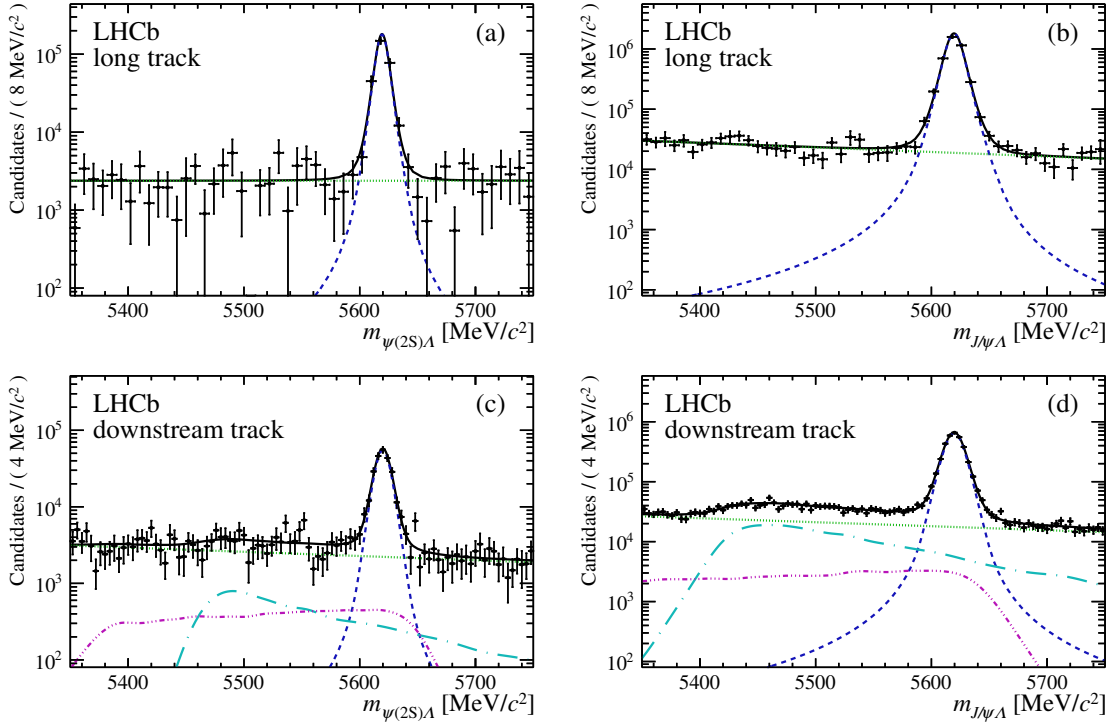 Candidates / ( 8 MeV/c²)
10⁵
10⁴
10³
10²
LHCb
long track
(a)
5400 5500 5600 5700
m_ψ(2S)Λ [MeV/c²]
Candidates / ( 8 MeV/c²)
10⁶
10⁵
10⁴
10³
10²
LHCb
long track
(b)
5400 5500 5600 5700
m_J/ψΛ [MeV/c²]
Candidates / ( 4 MeV/c²)
10⁵
10⁴
10³
10²
LHCb
downstream track
(c)
5400 5500 5600 5700
m_ψ(2S)Λ [MeV/c²]
Candidates / ( 4 MeV/c²)
10⁶
10⁵
10⁴
10³
10²
LHCb
downstream track
(d)
5400 5500 5600 5700
m_J/ψΛ [MeV/c²]